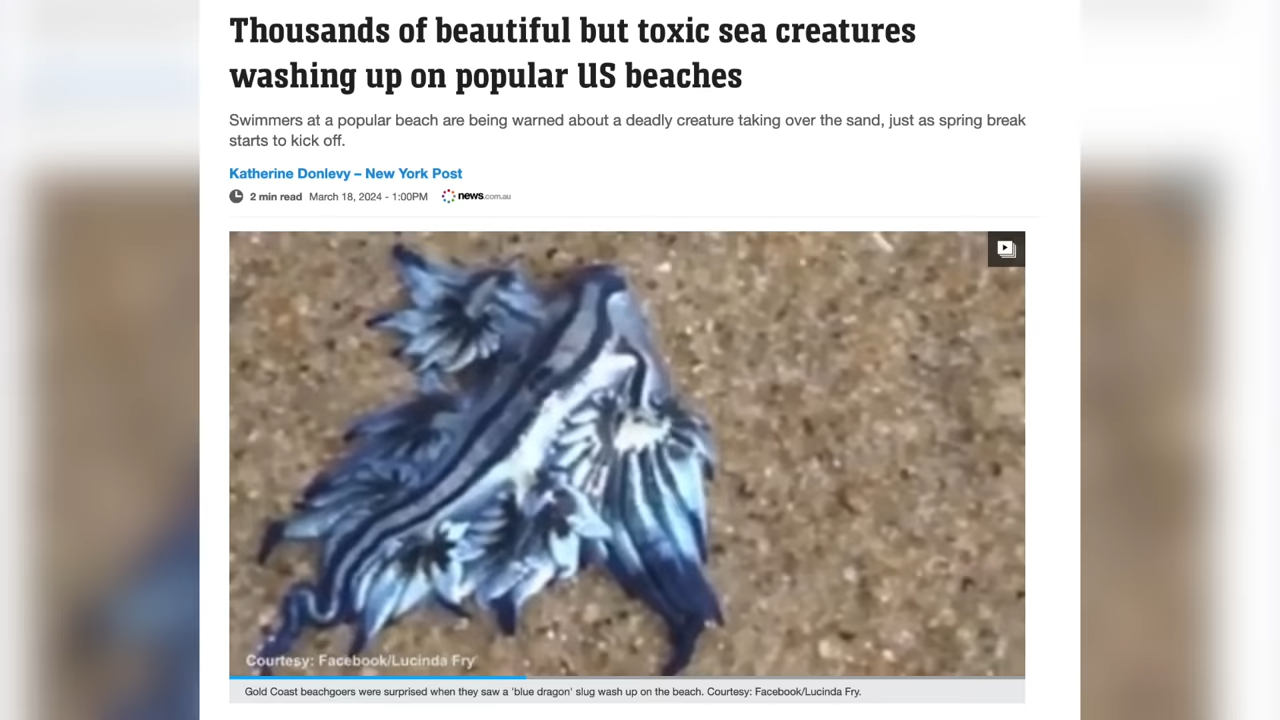 Thousands of beautiful but toxic sea creatures
washing up on popular US beaches
Swimmers at a popular beach are being warned about a deadly creature taking over the sand, just as spring break
starts to kick off.
Katherine Donlevy – New York Post
2 min read March 18, 2024 - 1:00PM news.com.au
Courtesy: Facebook/Lucinda Fry
Gold Coast beachgoers were surprised when they saw a 'blue dragon' slug wash up on the beach. Courtesy: Facebook/Lucinda Fry.